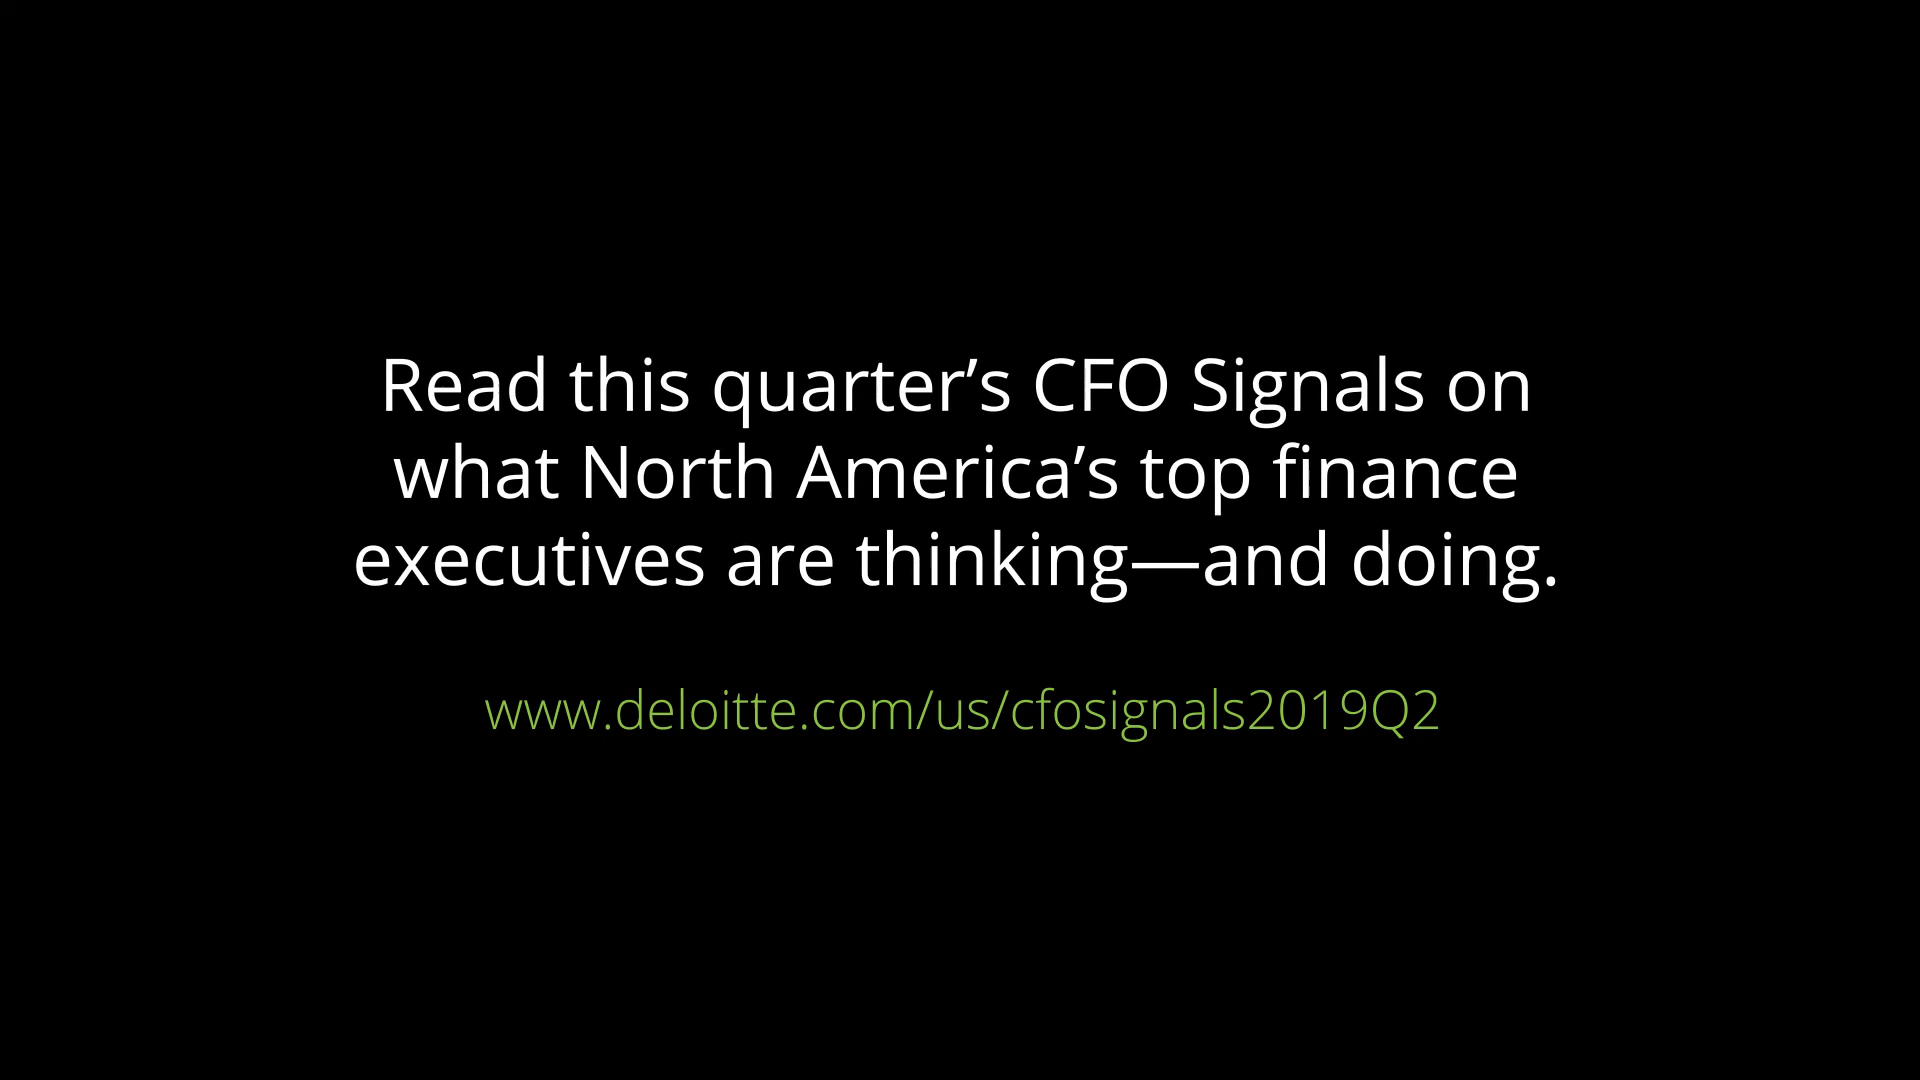 Read this quarter’s CFO Signals on
what North America’s top finance
executives are thinking—and doing.
www.deloitte.com/us/cfosignals2019Q2